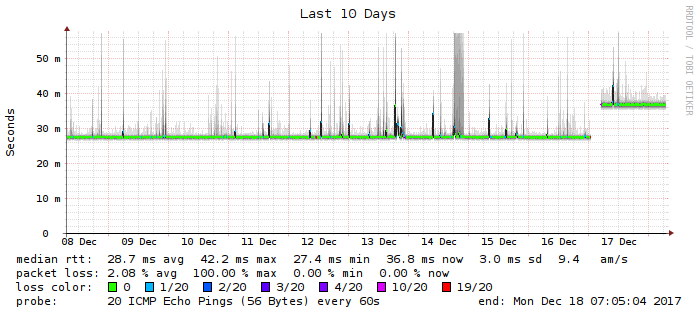 Last 10 Days
RRDTOOL / TOBI OETIKER
Seconds
50 m
40 m
30 m
20 m
10 m
0
08 Dec 09 Dec 10 Dec 11 Dec 12 Dec 13 Dec 14 Dec 15 Dec 16 Dec 17 Dec
median rtt: 28.7 ms avg 42.2 ms max 27.4 ms min 36.8 ms now 3.0 ms sd 9.4 am/s
packet loss: 2.08 % avg 100.00 % max 0.00 % min 0.00 % now
loss color: 0 1/20 2/20 3/20 4/20 10/20 19/20
probe: 20 ICMP Echo Pings (56 Bytes) every 60s end: Mon Dec 18 07:05:04 2017